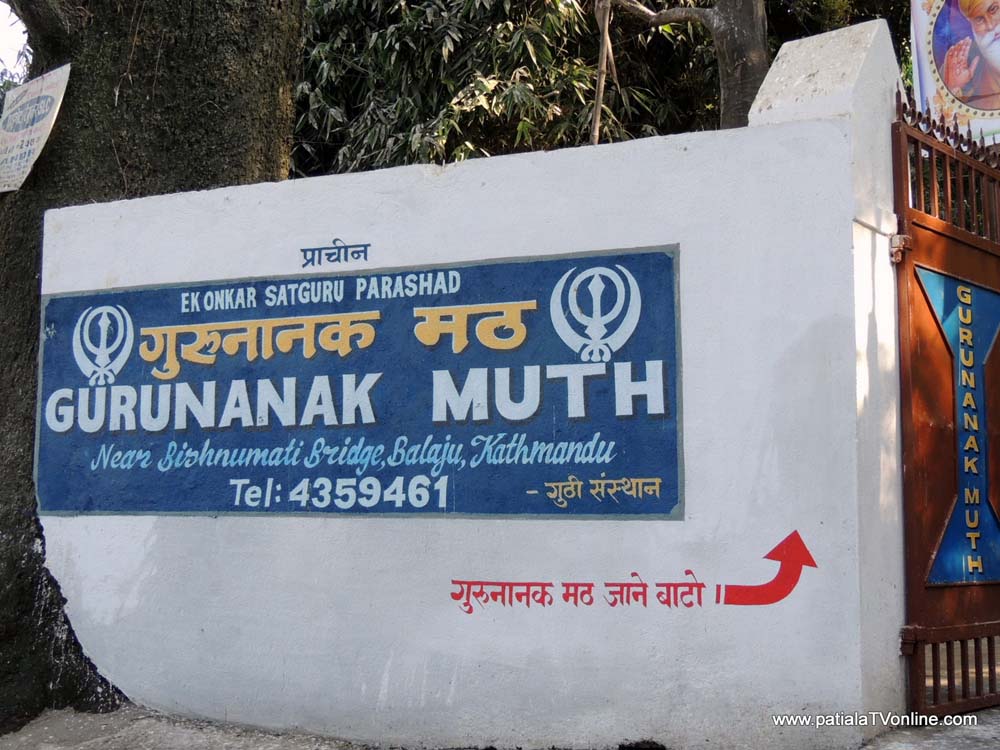 प्राचीन
EK ONKAR SATGURU PARASHAD
गुरुनानक मठ
GURUNANAK MUTH
Near Bishnumati Bridge, Balaju, Kathmandu
Tel: 4359461
- गुठी संस्थान
गुरुनानक मठ जाने बाटो ।
GURUNANAK MUTH
www.patialaTVonline.com